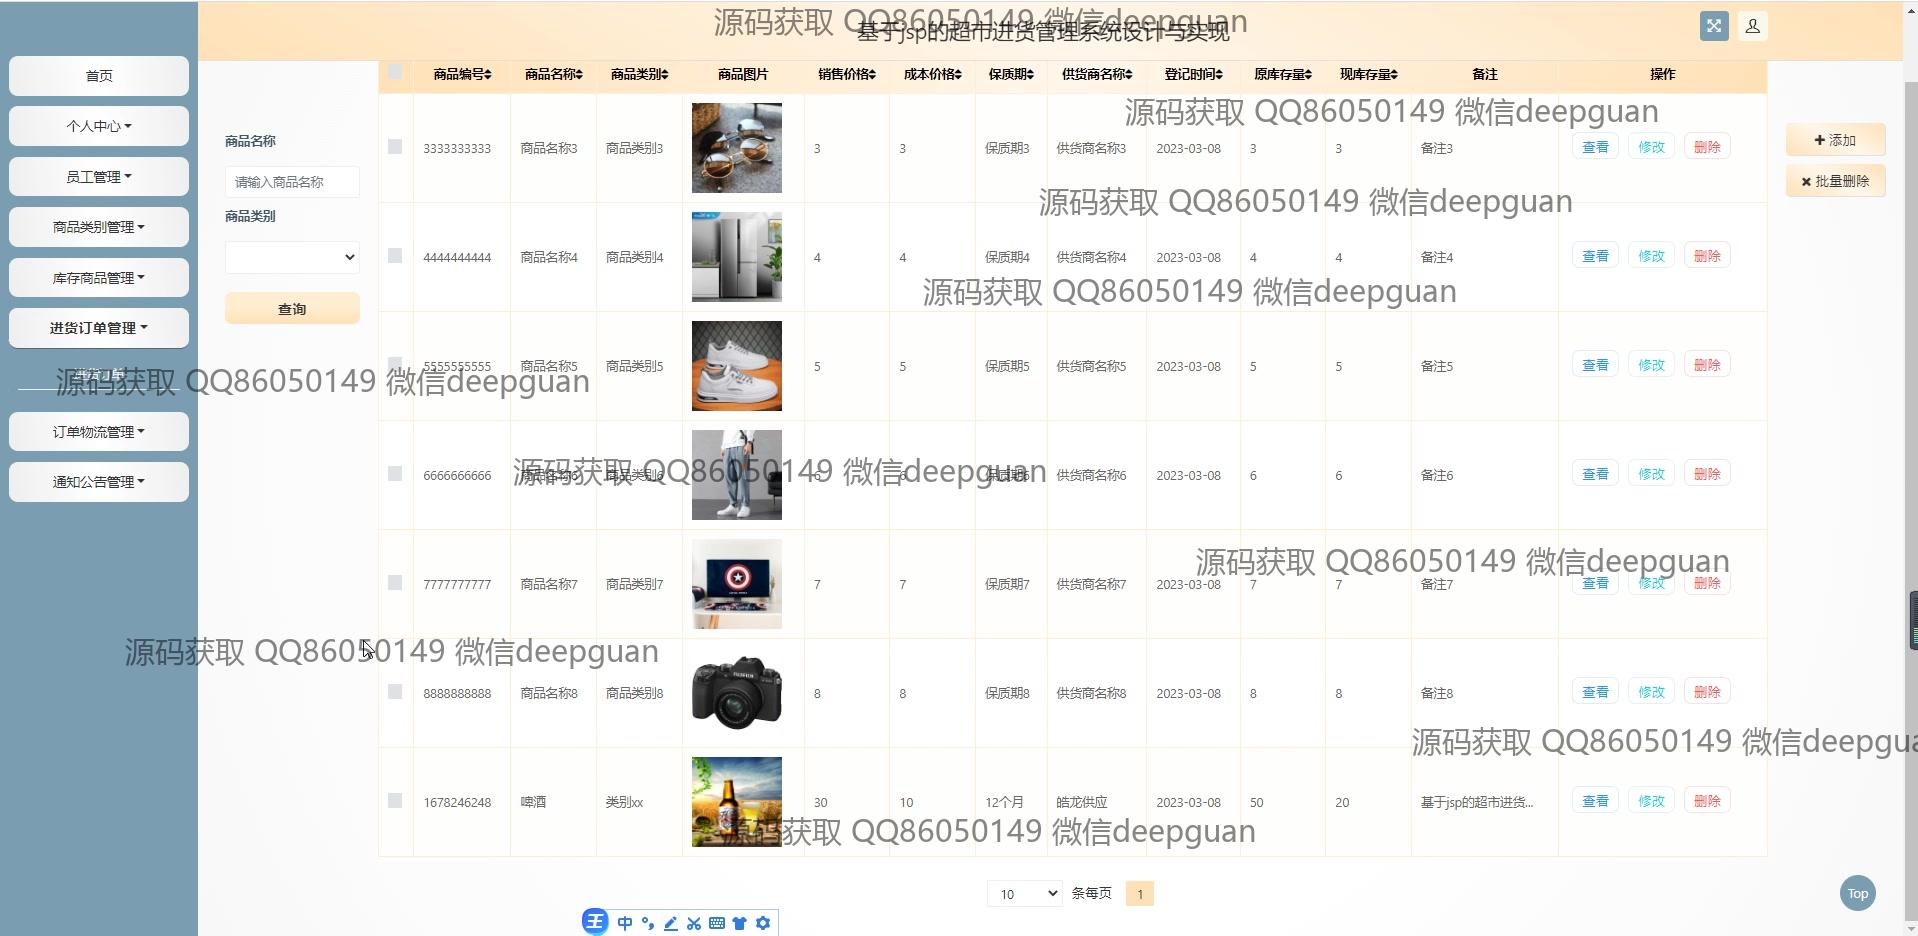 源码获取 QQ86050149 微信deepguan
基于jsp的超市进货管理系统设计与实现
首页
个人中心
员工管理
商品类别管理
库存商品管理
进货订单管理
进货订单
订单物流管理
通知公告管理
商品名称
请输入商品名称
商品类别
查询
商品编号 商品名称 商品类别 商品图片 销售价格 成本价格 保质期 供货商名称 登记时间 原库存量 现库存量 备注 操作
源码获取 QQ86050149 微信deepguan
3333333333 商品名称3 商品类别3 3 3 保质期3 供货商名称3 2023-03-08 3 3 备注3 查看 修改 删除
源码获取 QQ86050149 微信deepguan
4444444444 商品名称4 商品类别4 4 4 保质期4 供货商名称4 2023-03-08 4 4 备注4 查看 修改 删除
源码获取 QQ86050149 微信deepguan
5555555555 商品名称5 商品类别5 5 5 保质期5 供货商名称5 2023-03-08 5 5 备注5 查看 修改 删除
源码获取 QQ86050149 微信deepguan
6666666666 商品名称6 商品类别6 6 6 保质期6 供货商名称6 2023-03-08 6 6 备注6 查看 修改 删除
源码获取 QQ86050149 微信deepguan
源码获取 QQ86050149 微信deepguan
7777777777 商品名称7 商品类别7 7 7 保质期7 供货商名称7 2023-03-08 7 7 备注7 查看 修改 删除
源码获取 QQ86050149 微信deepguan
8888888888 商品名称8 商品类别8 8 8 保质期8 供货商名称8 2023-03-08 8 8 备注8 查看 修改 删除
源码获取 QQ86050149 微信deepgua
1678246248 啤酒 类别xx 30 10 12个月 皓龙供应 2023-03-08 50 20 基于jsp的超市进货... 查看 修改 删除
源码获取 QQ86050149 微信deepguan
10 条每页 1
添加
批量删除
Top
王 中